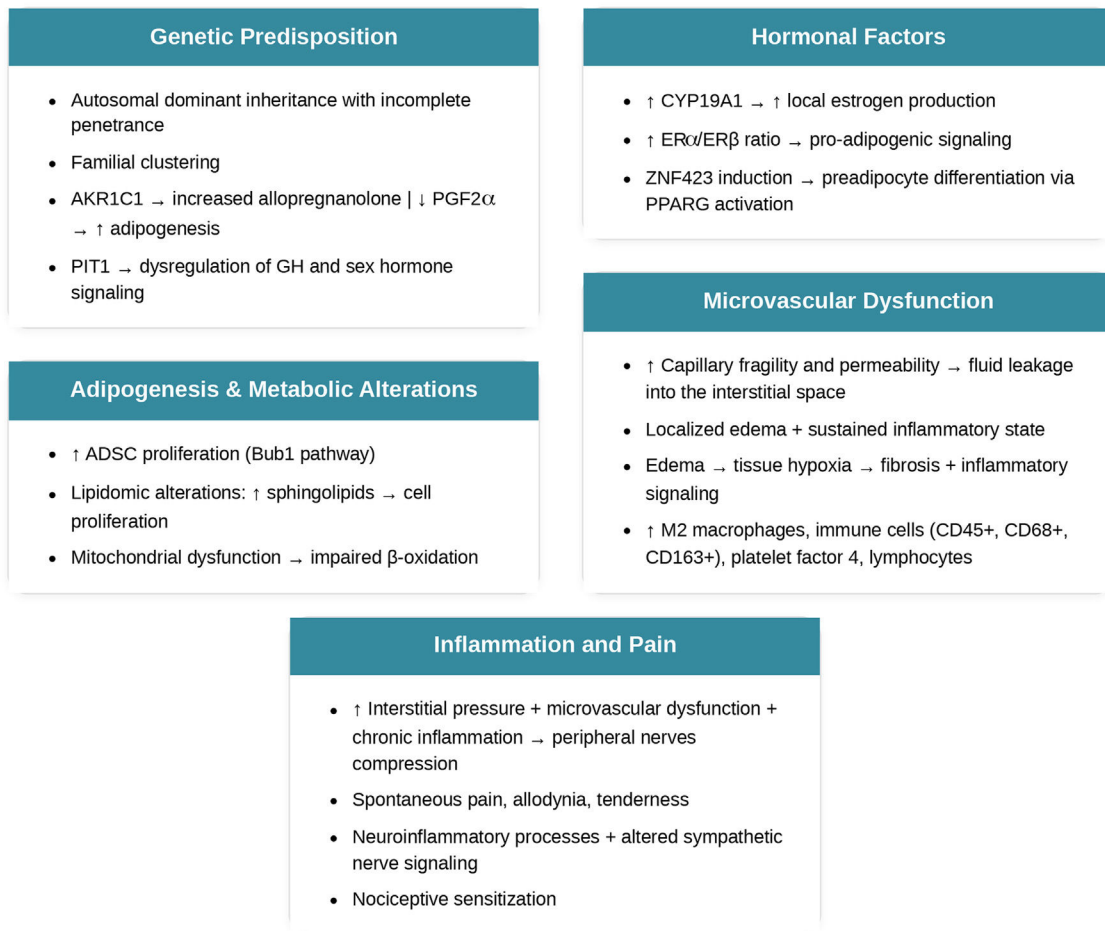 Genetic Predisposition
• Autosomal dominant inheritance with incomplete
penetrance
• Familial clustering
• AKR1C1 → increased allopregnanolone | ↓ PGF2α
→ ↑ adipogenesis
• PIT1 → dysregulation of GH and sex hormone
signaling
Hormonal Factors
• ↑ CYP19A1 → ↑ local estrogen production
• ↑ ERα/ERβ ratio → pro-adipogenic signaling
• ZNF423 induction → preadipocyte differentiation via
PPARG activation
Adipogenesis & Metabolic Alterations
• ↑ ADSC proliferation (Bub1 pathway)
• Lipidomic alterations: ↑ sphingolipids → cell
proliferation
• Mitochondrial dysfunction → impaired β-oxidation
Microvascular Dysfunction
• ↑ Capillary fragility and permeability → fluid leakage
into the interstitial space
• Localized edema + sustained inflammatory state
• Edema → tissue hypoxia → fibrosis + inflammatory
signaling
• ↑ M2 macrophages, immune cells (CD45+, CD68+,
CD163+), platelet factor 4, lymphocytes
Inflammation and Pain
• ↑ Interstitial pressure + microvascular dysfunction +
chronic inflammation → peripheral nerves
compression
• Spontaneous pain, allodynia, tenderness
• Neuroinflammatory processes + altered sympathetic
nerve signaling
• Nociceptive sensitization